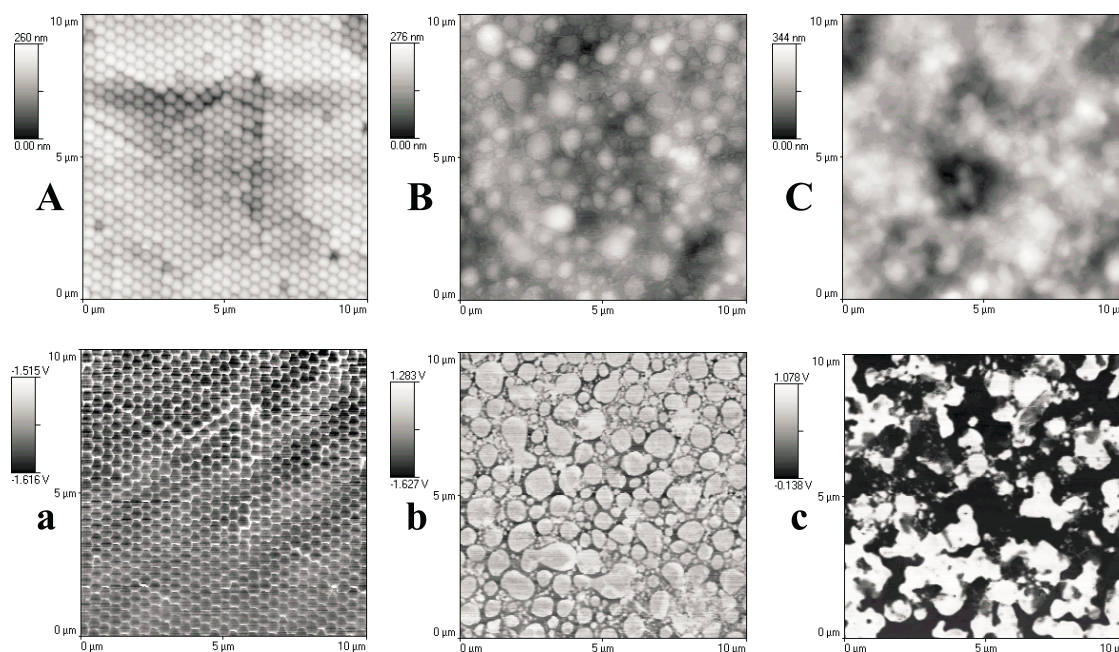 10 µm
260 nm
0.00 nm
5 µm
A
0 µm
0 µm
5 µm
10 µm
10 µm
276 nm
0.00 nm
5 µm
B
0 µm
0 µm
5 µm
10 µm
10 µm
344 nm
0.00 nm
5 µm
C
0 µm
0 µm
5 µm
10 µm
10 µm
-1.515 V
-1.616 V
5 µm
a
0 µm
0 µm
5 µm
10 µm
10 µm
1.283 V
-1.627 V
5 µm
b
0 µm
0 µm
5 µm
10 µm
10 µm
1.078 V
-0.138 V
5 µm
c
0 µm
0 µm
5 µm